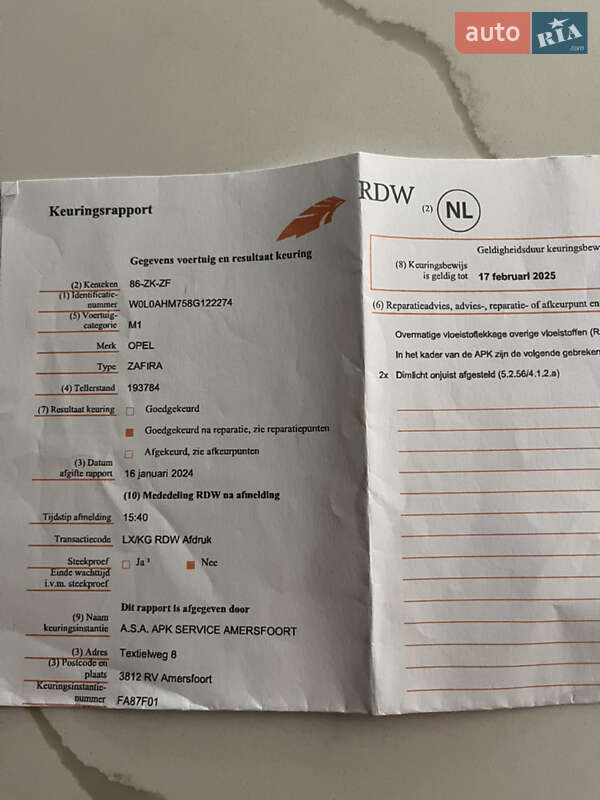 auto RIA .com
Keuringsrapport
Gegevens voertuig en resultaat keuring
(2) Kenteken 86-ZK-ZF
(1) Identificatie-
nummer W0L0AHM758G122274
(5) Voertuig-
categorie M1
Merk OPEL
Type ZAFIRA
(4) Tellerstand 193784
(7) Resultaat keuring Goedgekeurd
Goedgekeurd na reparatie, zie reparatiepunten
Afgekeurd, zie afkeurpunten
(3) Datum
afgifte rapport 16 januari 2024
(10) Mededeling RDW na afmelding
Tijdstip afmelding 15:40
Transactiecode LX/KG RDW Afdruk
Steekproef Ja ³ Nee
Einde wachttijd
i.v.m. steekproef
Dit rapport is afgegeven door
(9) Naam
keuringsinstantie A.S.A. APK SERVICE AMERSFOORT
(3) Adres Textielweg 8
(3) Postcode en
plaats 3812 RV Amersfoort
Keuringsinstantie-
nummer FA87F01
RDW (2) NL
Geldigheidsduur keuringsbew
(8) Keuringsbewijs
is geldig tot 17 februari 2025
(6) Reparatieadvies, advies-, reparatie- of afkeurpunt en
Overmatige vloeistoflekkage overige vloeistoffen (R
In het kader van de APK zijn de volgende gebreken
2x Dimlicht onjuist afgesteld (5.2.56/4.1.2.a)